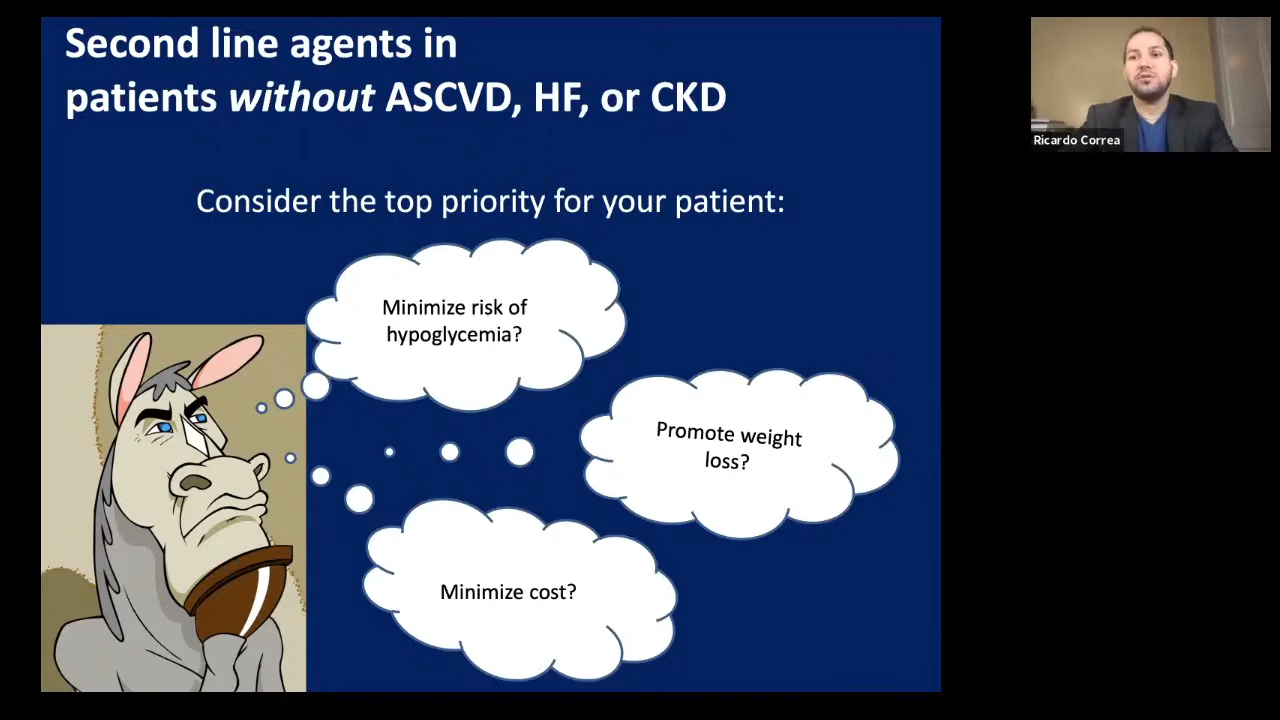 Second line agents in
patients without ASCVD, HF, or CKD
Ricardo Correa
Consider the top priority for your patient:
Minimize risk of
hypoglycemia?
Promote weight
loss?
Minimize cost?